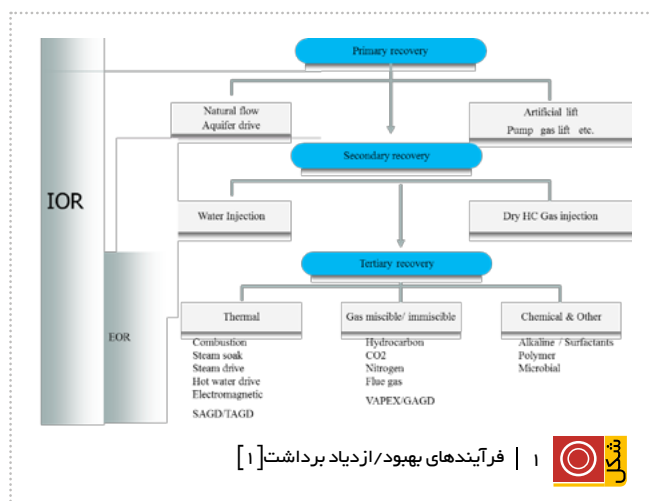 Primary recovery
Natural flow
Aquifer drive
Artificial lift
Pump gas lift etc.
Secondary recovery
IOR
Water Injection
Dry HC Gas injection
Tertiary recovery
EOR
Thermal
Combustion
Steam soak
Steam drive
Hot water drive
Electromagnetic
SAGD/TAGD
Gas miscible/ immiscible
Hydrocarbon
CO2
Nitrogen
Flue gas
VAPEX/GAGD
Chemical & Other
Alkaline / Surfactants
Polymer
Microbial
شکل ۱ | فرآیندهای بهبود/ازدیاد برداشت[۱]